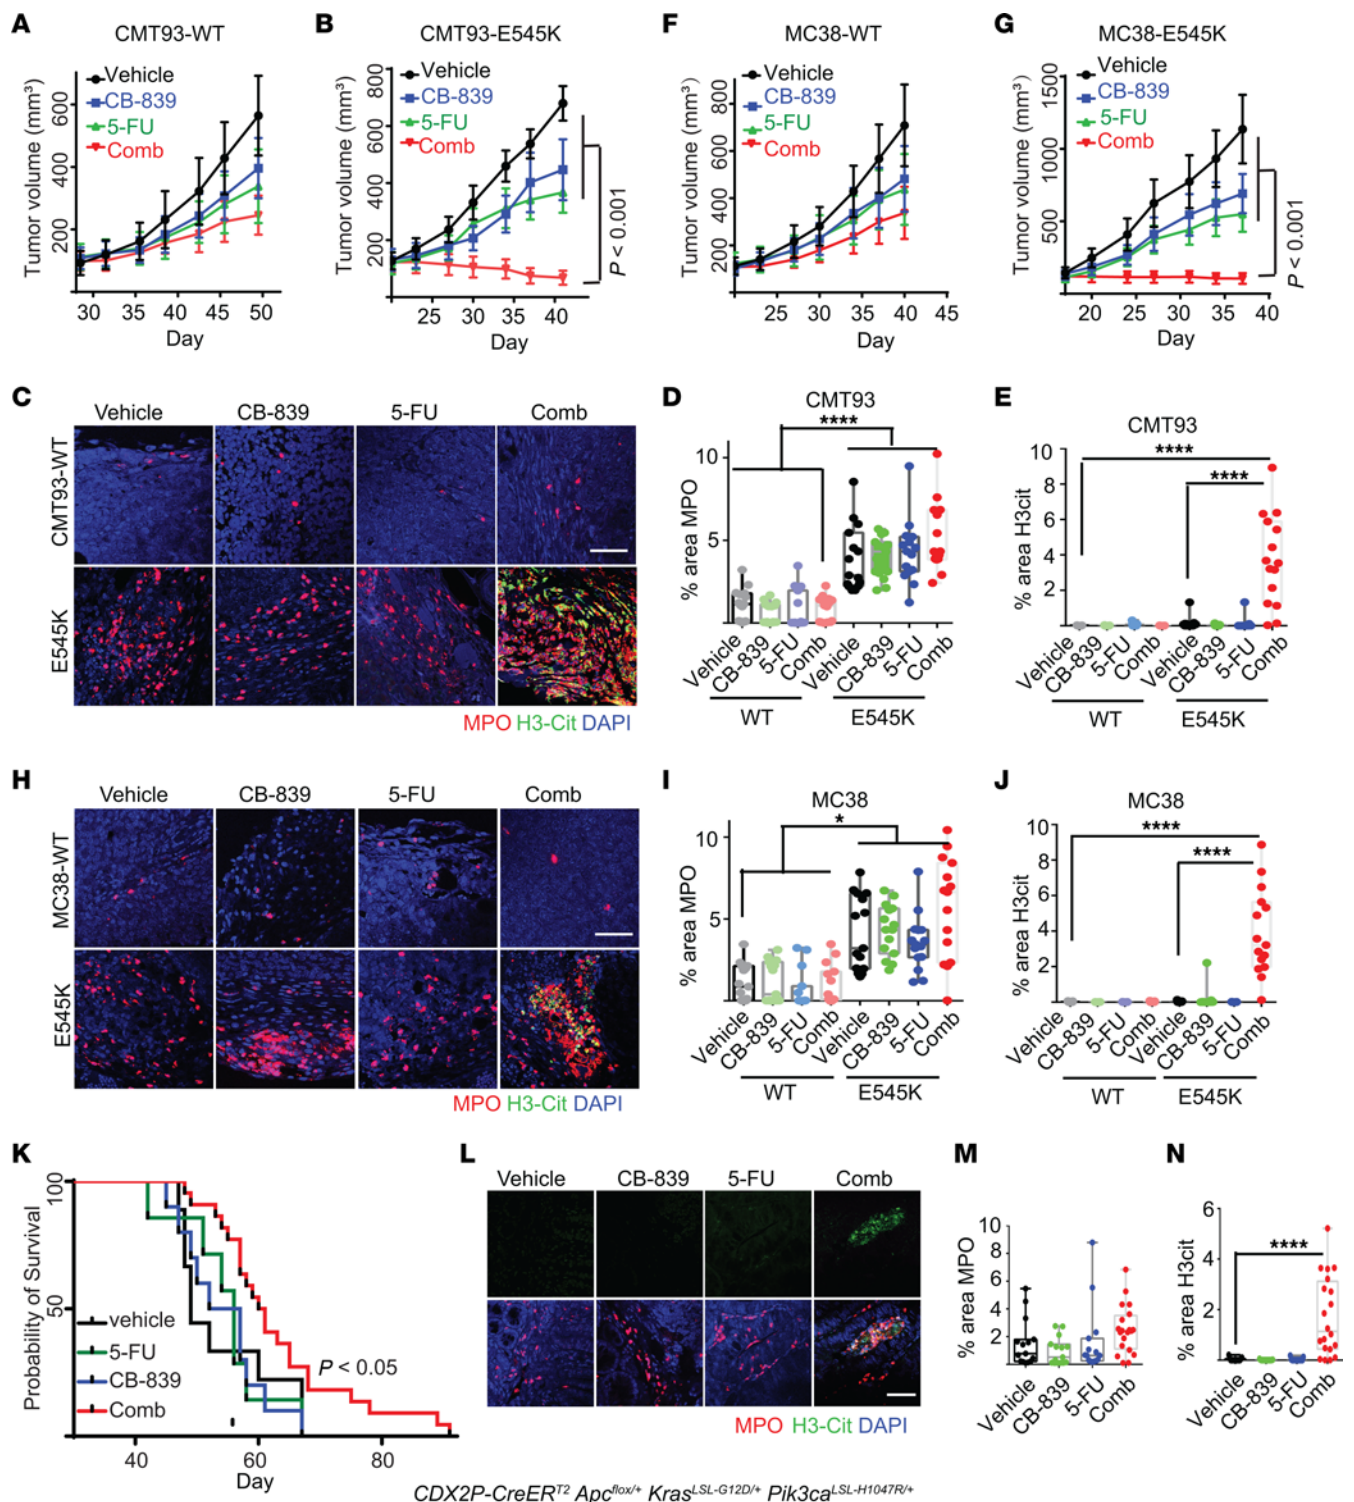 A
CMT93-WT
Tumor volume (mm³)
600
400
200
Vehicle
CB-839
5-FU
Comb
30 35 40 45 50
Day
B
CMT93-E545K
Tumor volume (mm³)
800
600
400
200
Vehicle
CB-839
5-FU
Comb
P < 0.001
25 30 35 40
Day
F
MC38-WT
Tumor volume (mm³)
800
600
400
200
Vehicle
CB-839
5-FU
Comb
25 30 35 40 45
Day
G
MC38-E545K
Tumor volume (mm³)
1500
1000
500
Vehicle
CB-839
5-FU
Comb
P < 0.001
20 25 30 35 40
Day
C
Vehicle CB-839 5-FU Comb
CMT93-WT
E545K
MPO H3-Cit DAPI
D
CMT93
****
% area MPO
10
5
Vehicle CB-839 5-FU Comb Vehicle CB-839 5-FU Comb
WT E545K
E
CMT93
****
****
% area H3cit
10
8
6
4
2
Vehicle CB-839 5-FU Comb Vehicle CB-839 5-FU Comb
WT E545K
H
Vehicle CB-839 5-FU Comb
MC38-WT
E545K
MPO H3-Cit DAPI
I
MC38
*
% area MPO
10
5
Vehicle CB-839 5-FU Comb Vehicle CB-839 5-FU Comb
WT E545K
J
MC38
****
****
% area H3cit
10
8
6
4
2
Vehicle CB-839 5-FU Comb Vehicle CB-839 5-FU Comb
WT E545K
K
Probability of Survival
100
50
vehicle
5-FU
CB-839
Comb
P < 0.05
40 60 80
Day
L
Vehicle CB-839 5-FU Comb
MPO H3-Cit DAPI
M
% area MPO
10
8
6
4
2
Vehicle CB-839 5-FU Comb
N
****
% area H3cit
6
4
2
Vehicle CB-839 5-FU Comb
CDX2P-CreERᵀ² Apcᶠˡᵒˣ/⁺ Kras^LSL-G12D/+ Pik3ca^LSL-H1047R/+